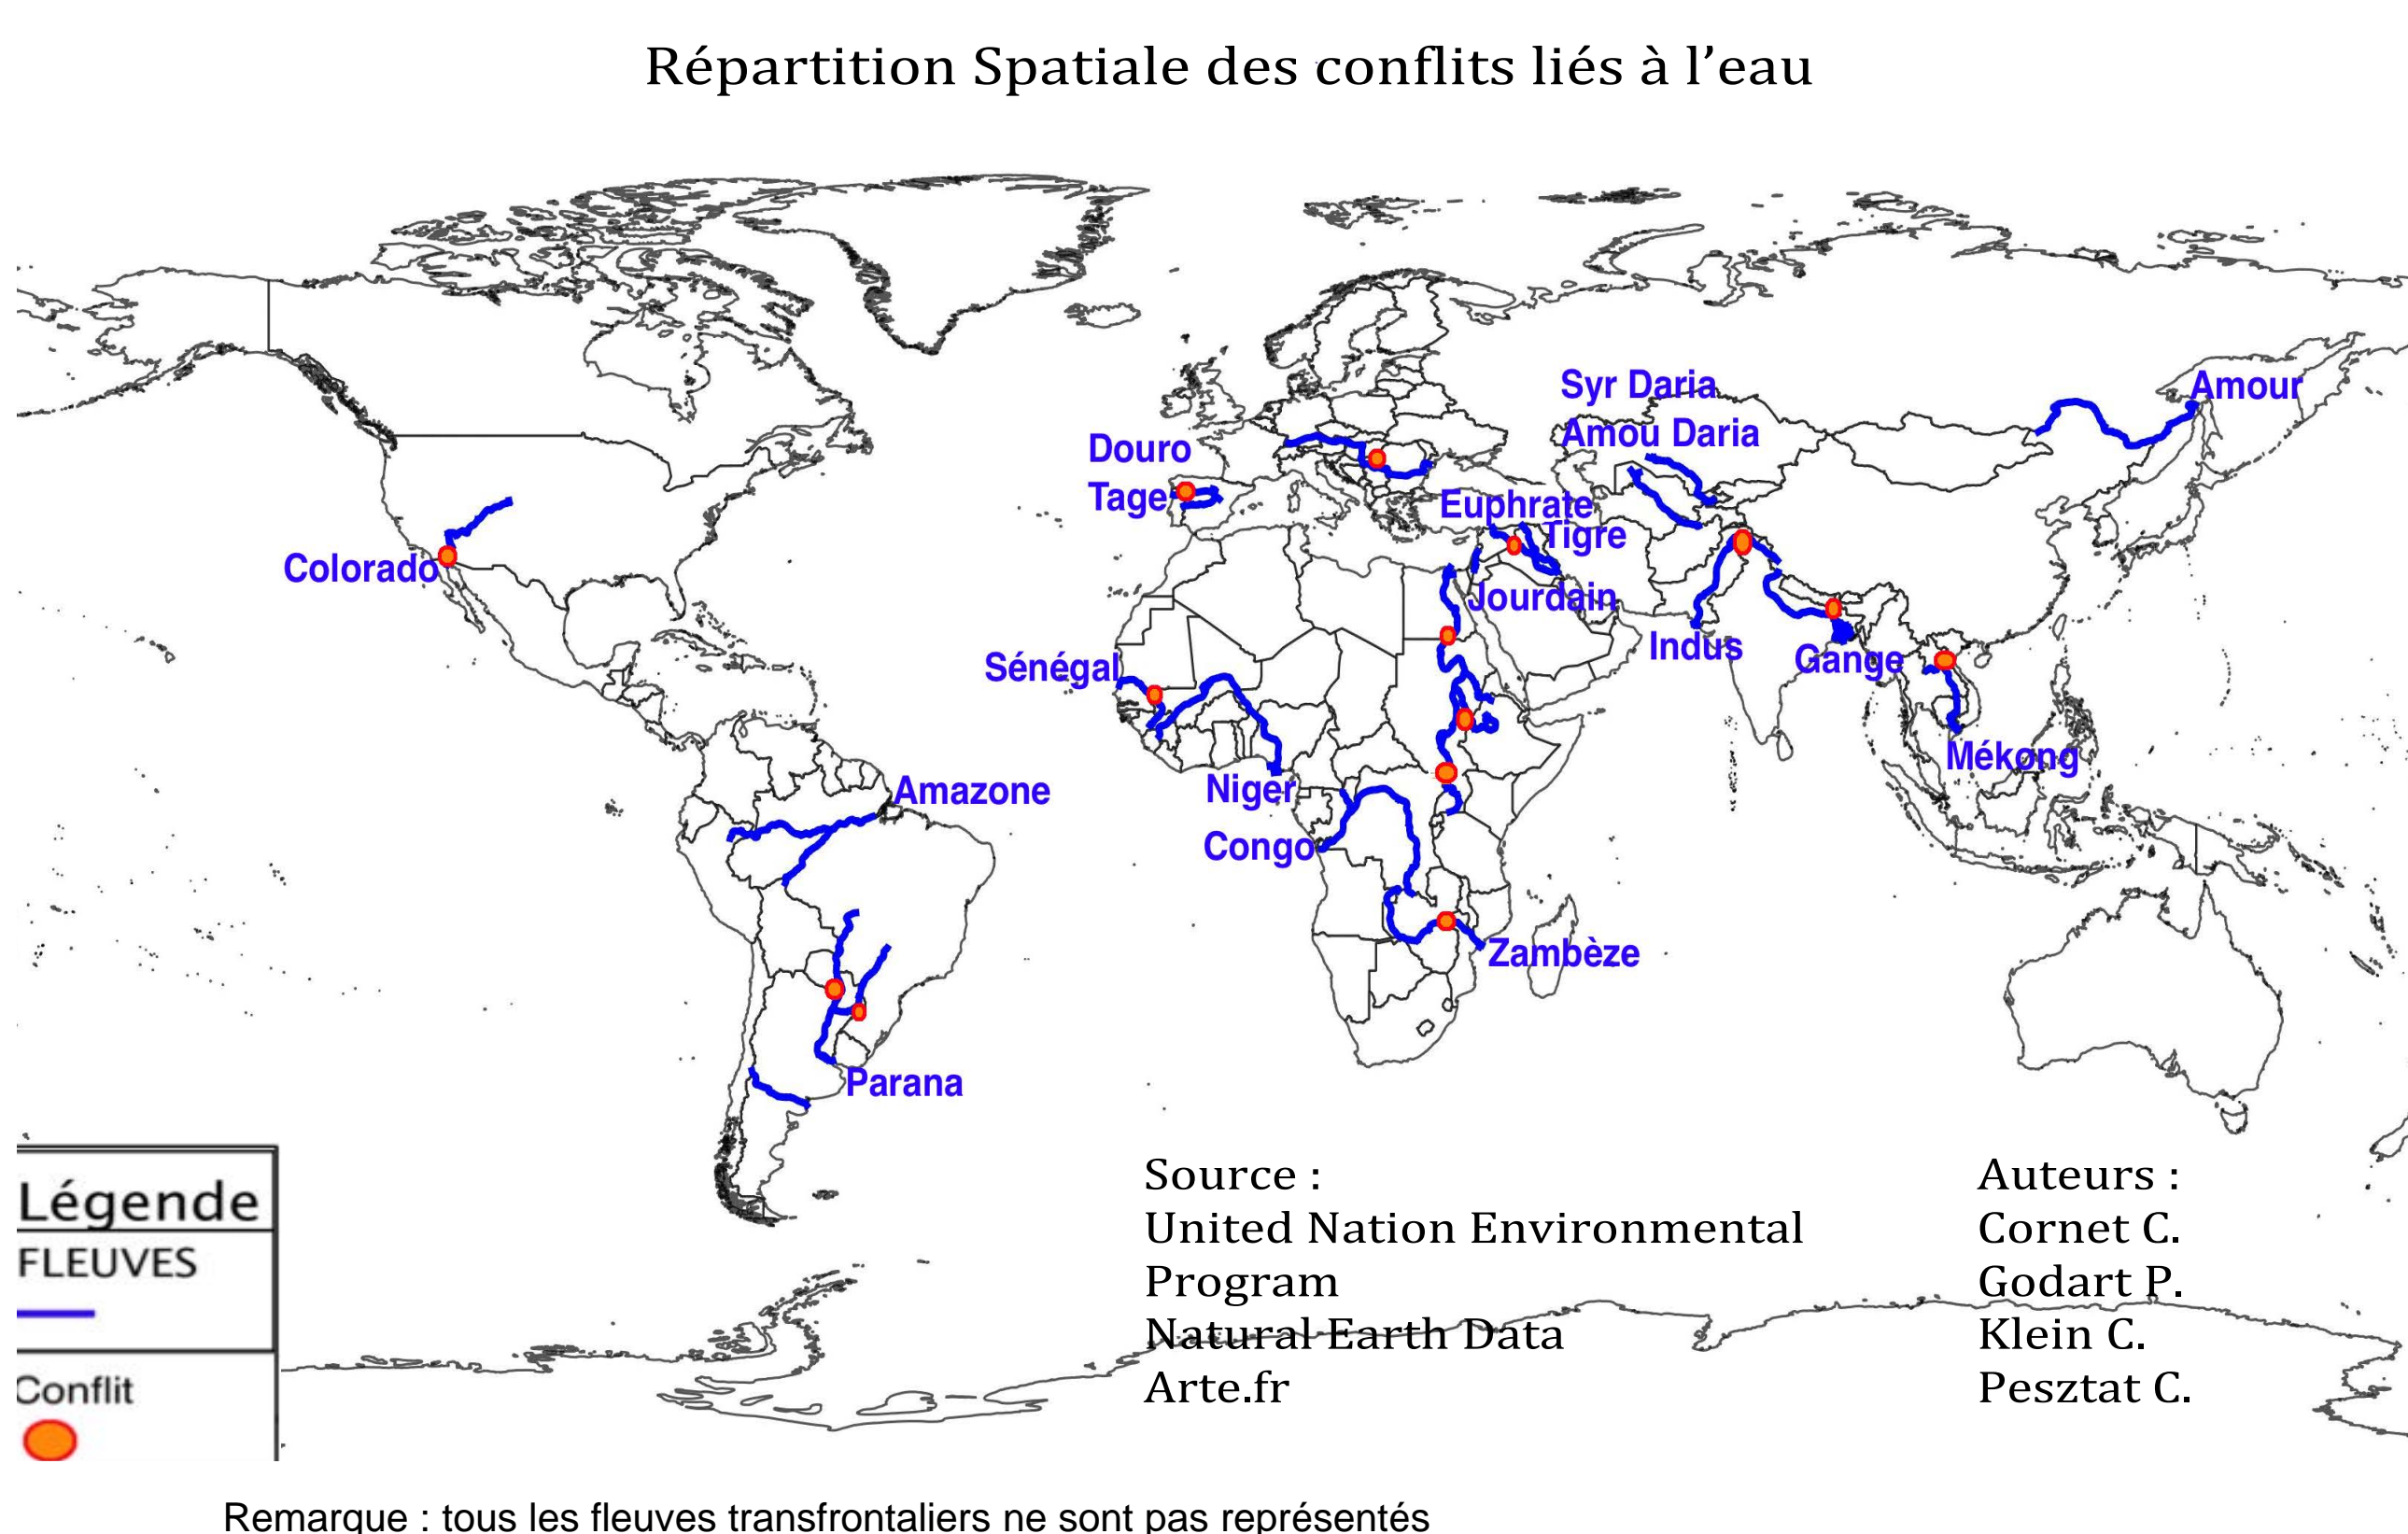 Répartition Spatiale des conflits liés à l’eau
Syr Daria
Amour
Amou Daria
Douro
Tage
Euphrate
Tigre
Colorado
Jourdain
Indus
Gange
Sénégal
Mékong
Amazone
Niger
Congo
Zambèze
Parana
Légende
FLEUVES
Conflit
Source :
United Nation Environmental
Program
Natural Earth Data
Arte.fr
Auteurs :
Cornet C.
Godart P.
Klein C.
Pesztat C.
Remarque : tous les fleuves transfrontaliers ne sont pas représentés